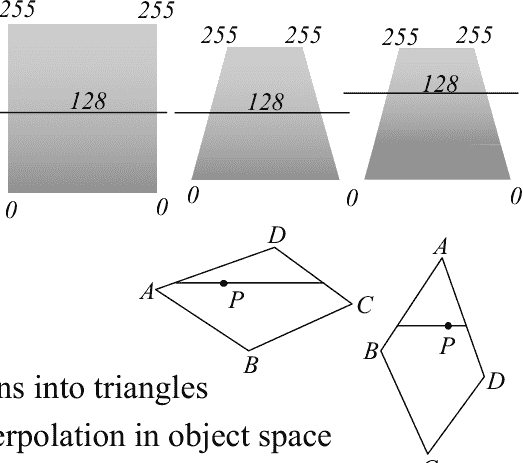 255 255 255 255 255 255
128 128 128
0 0 0 0 0 0
D
A P C
B
A
B P D
ns into triangles
erpolation in object space